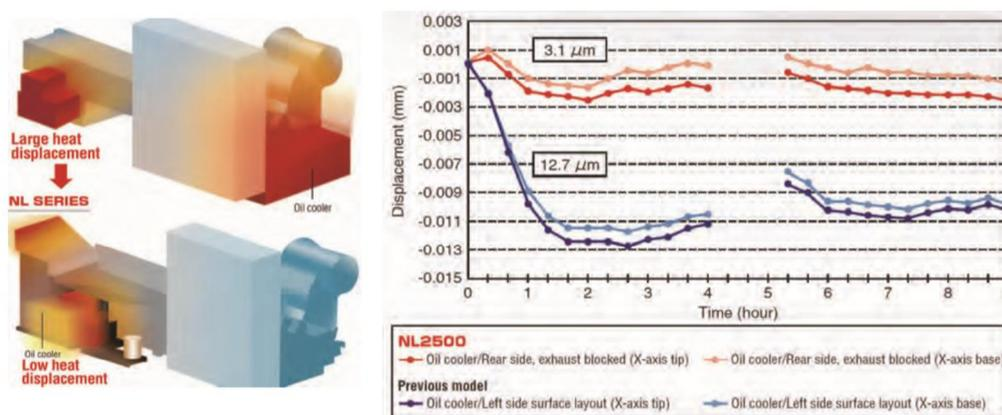 Large heat
displacement
NL SERIES
Oil cooler
Oil cooler
Low heat
displacement
0.003
0.001
-0.001
-0.003
-0.005
-0.007
-0.009
-0.011
-0.013
-0.015
Displacement (mm)
3.1 μm
12.7 μm
0 1 2 3 4 5 6 7 8
Time (hour)
NL2500
Oil cooler/Rear side, exhaust blocked (X-axis tip) Oil cooler/Rear side, exhaust blocked (X-axis base
Previous model
Oil cooler/Left side surface layout (X-axis tip) Oil cooler/Left side surface layout (X-axis base)